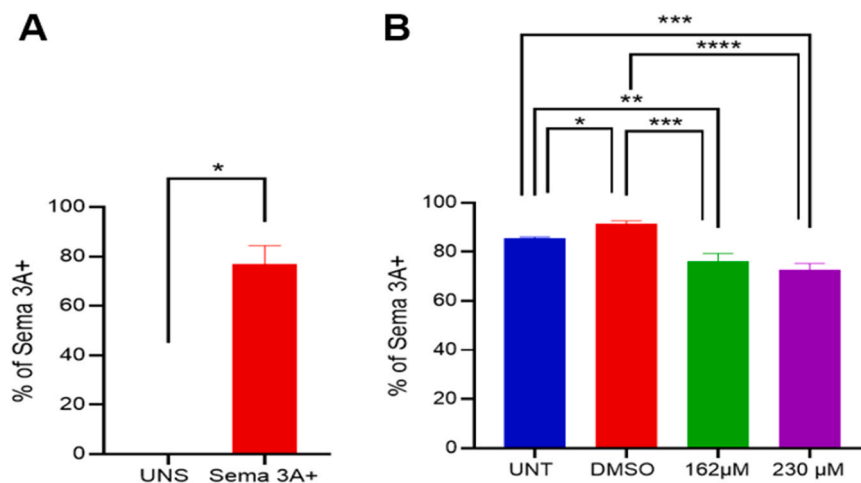 A
*
% of Sema 3A+
100
80
60
40
20
0
UNS Sema 3A+
B
***
****
**
* ***
% of Sema 3A+
100
80
60
40
20
0
UNT DMSO 162µM 230 µM